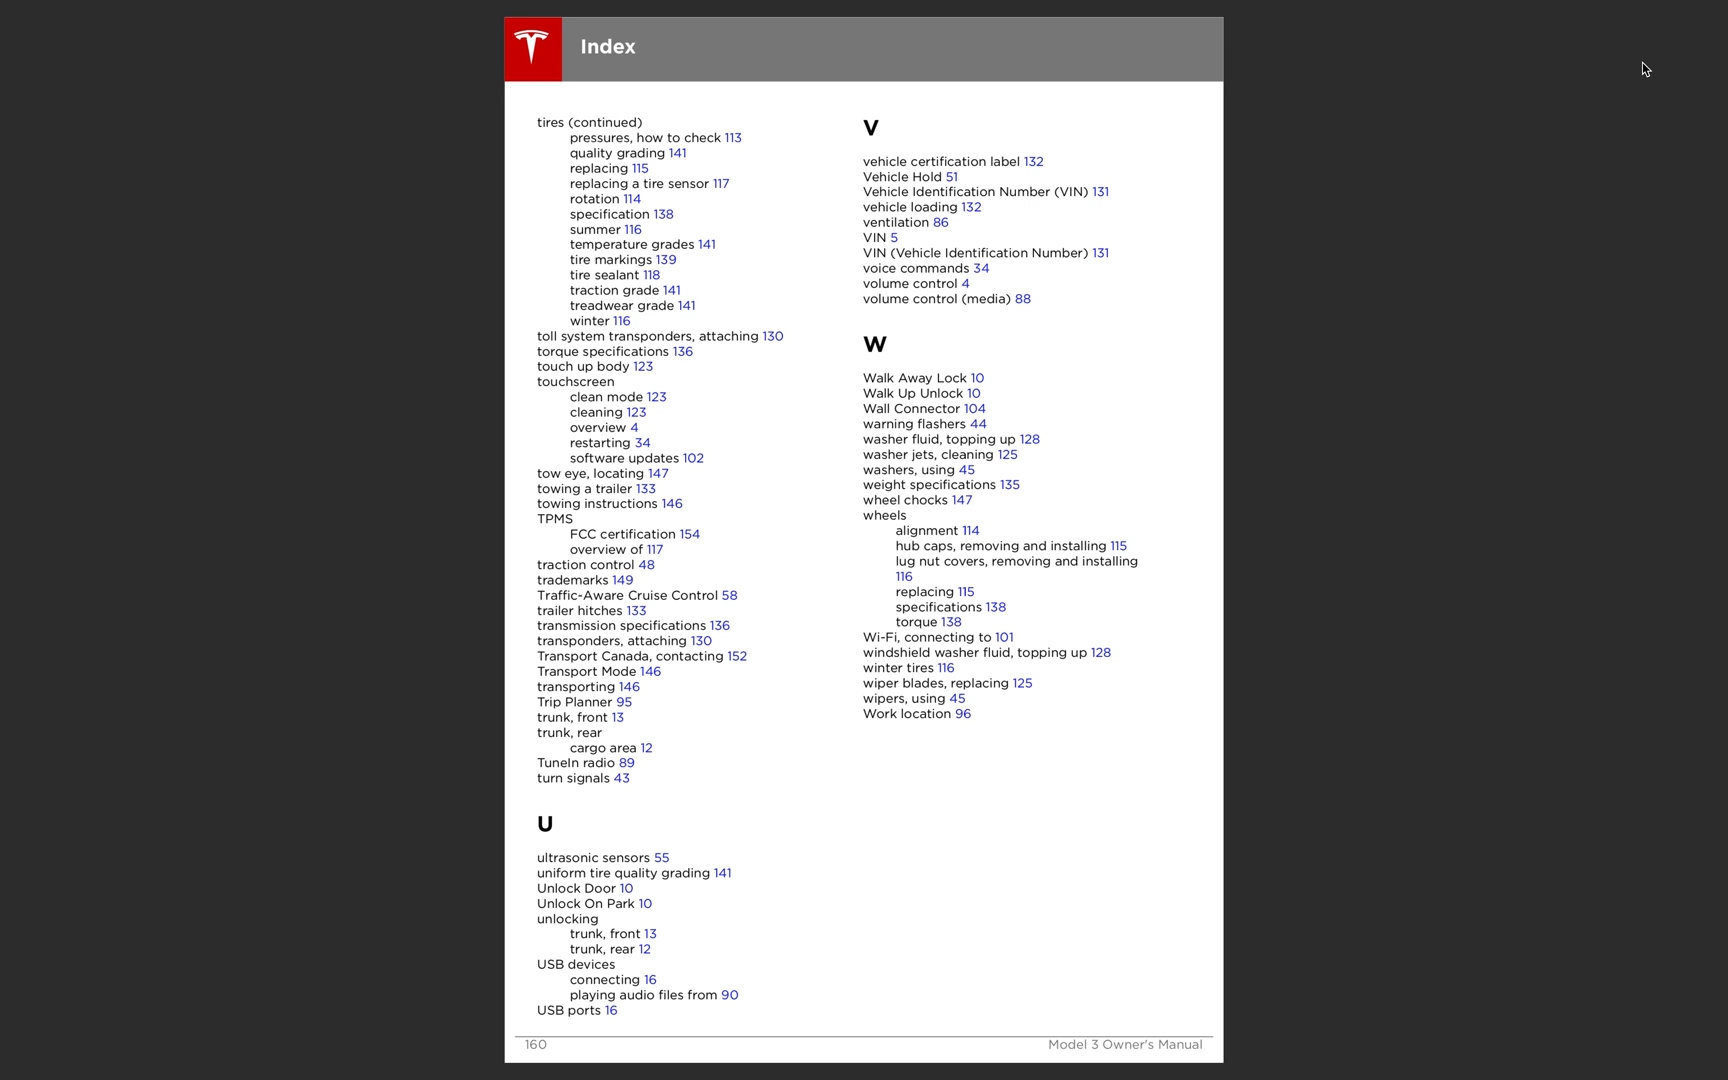 Index
tires (continued)
pressures, how to check 113
quality grading 141
replacing 115
replacing a tire sensor 117
rotation 114
specification 138
summer 116
temperature grades 141
tire markings 139
tire sealant 118
traction grade 141
treadwear grade 141
winter 116
toll system transponders, attaching 130
torque specifications 136
touch up body 123
touchscreen
clean mode 123
cleaning 123
overview 4
restarting 34
software updates 102
tow eye, locating 147
towing a trailer 133
towing instructions 146
TPMS
FCC certification 154
overview of 117
traction control 48
trademarks 149
Traffic-Aware Cruise Control 58
trailer hitches 133
transmission specifications 136
transponders, attaching 130
Transport Canada, contacting 152
Transport Mode 146
transporting 146
Trip Planner 95
trunk, front 13
trunk, rear
cargo area 12
TuneIn radio 89
turn signals 43
U
ultrasonic sensors 55
uniform tire quality grading 141
Unlock Door 10
Unlock On Park 10
unlocking
trunk, front 13
trunk, rear 12
USB devices
connecting 16
playing audio files from 90
USB ports 16
V
vehicle certification label 132
Vehicle Hold 51
Vehicle Identification Number (VIN) 131
vehicle loading 132
ventilation 86
VIN 5
VIN (Vehicle Identification Number) 131
voice commands 34
volume control 4
volume control (media) 88
W
Walk Away Lock 10
Walk Up Unlock 10
Wall Connector 104
warning flashers 44
washer fluid, topping up 128
washer jets, cleaning 125
washers, using 45
weight specifications 135
wheel chocks 147
wheels
alignment 114
hub caps, removing and installing 115
lug nut covers, removing and installing
116
replacing 115
specifications 138
torque 138
Wi-Fi, connecting to 101
windshield washer fluid, topping up 128
winter tires 116
wiper blades, replacing 125
wipers, using 45
Work location 96
160
Model 3 Owner's Manual